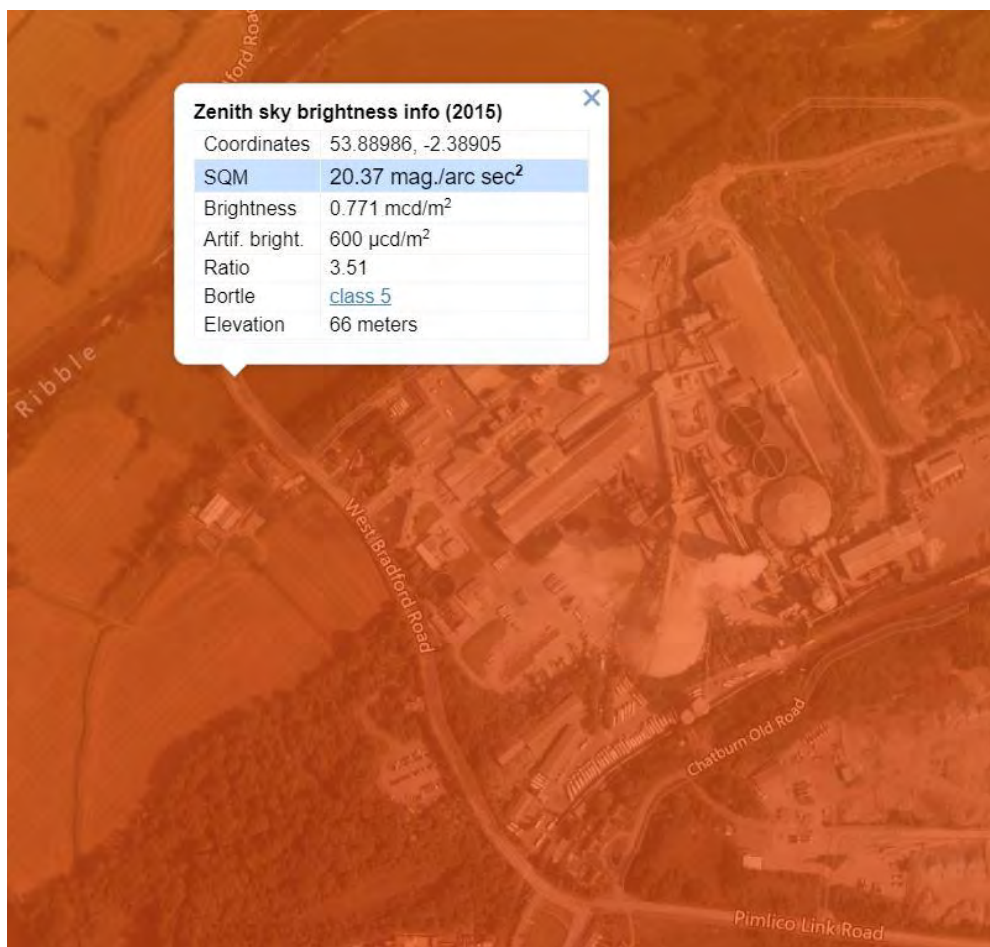 ford Road
Zenith sky brightness info (2015)
Coordinates 53.88986, -2.38905
SQM 20.37 mag./arc sec²
Brightness 0.771 mcd/m²
Artif. bright. 600 μcd/m²
Ratio 3.51
Bortle class 5
Elevation 66 meters
Ribble
West Bradford Road
Chatburn Old Road
Pimlico Link Road